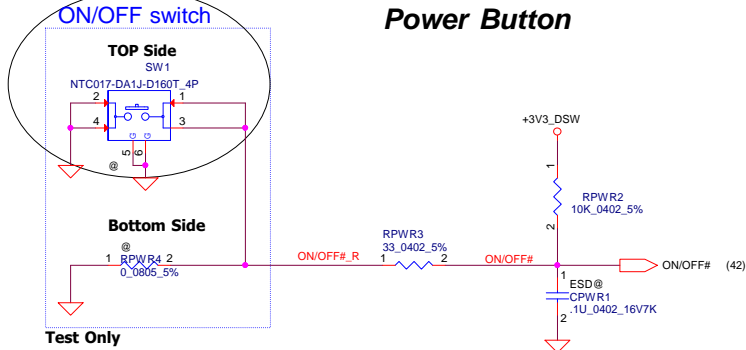 ON/OFF switch
Power Button
TOP Side
SW1
NTC017-DA1J-D160T_4P
2
1
4
3
G
G
5
6
@
+3V3_DSW
1
RPWR2
10K_0402_5%
2
Bottom Side
@
1
RPWR4
2
0_0805_5%
ON/OFF#_R
RPWR3
33_0402_5%
1
2
ON/OFF#
ON/OFF#
(42)
1
ESD@
CPWR1
.1U_0402_16V7K
2
Test Only